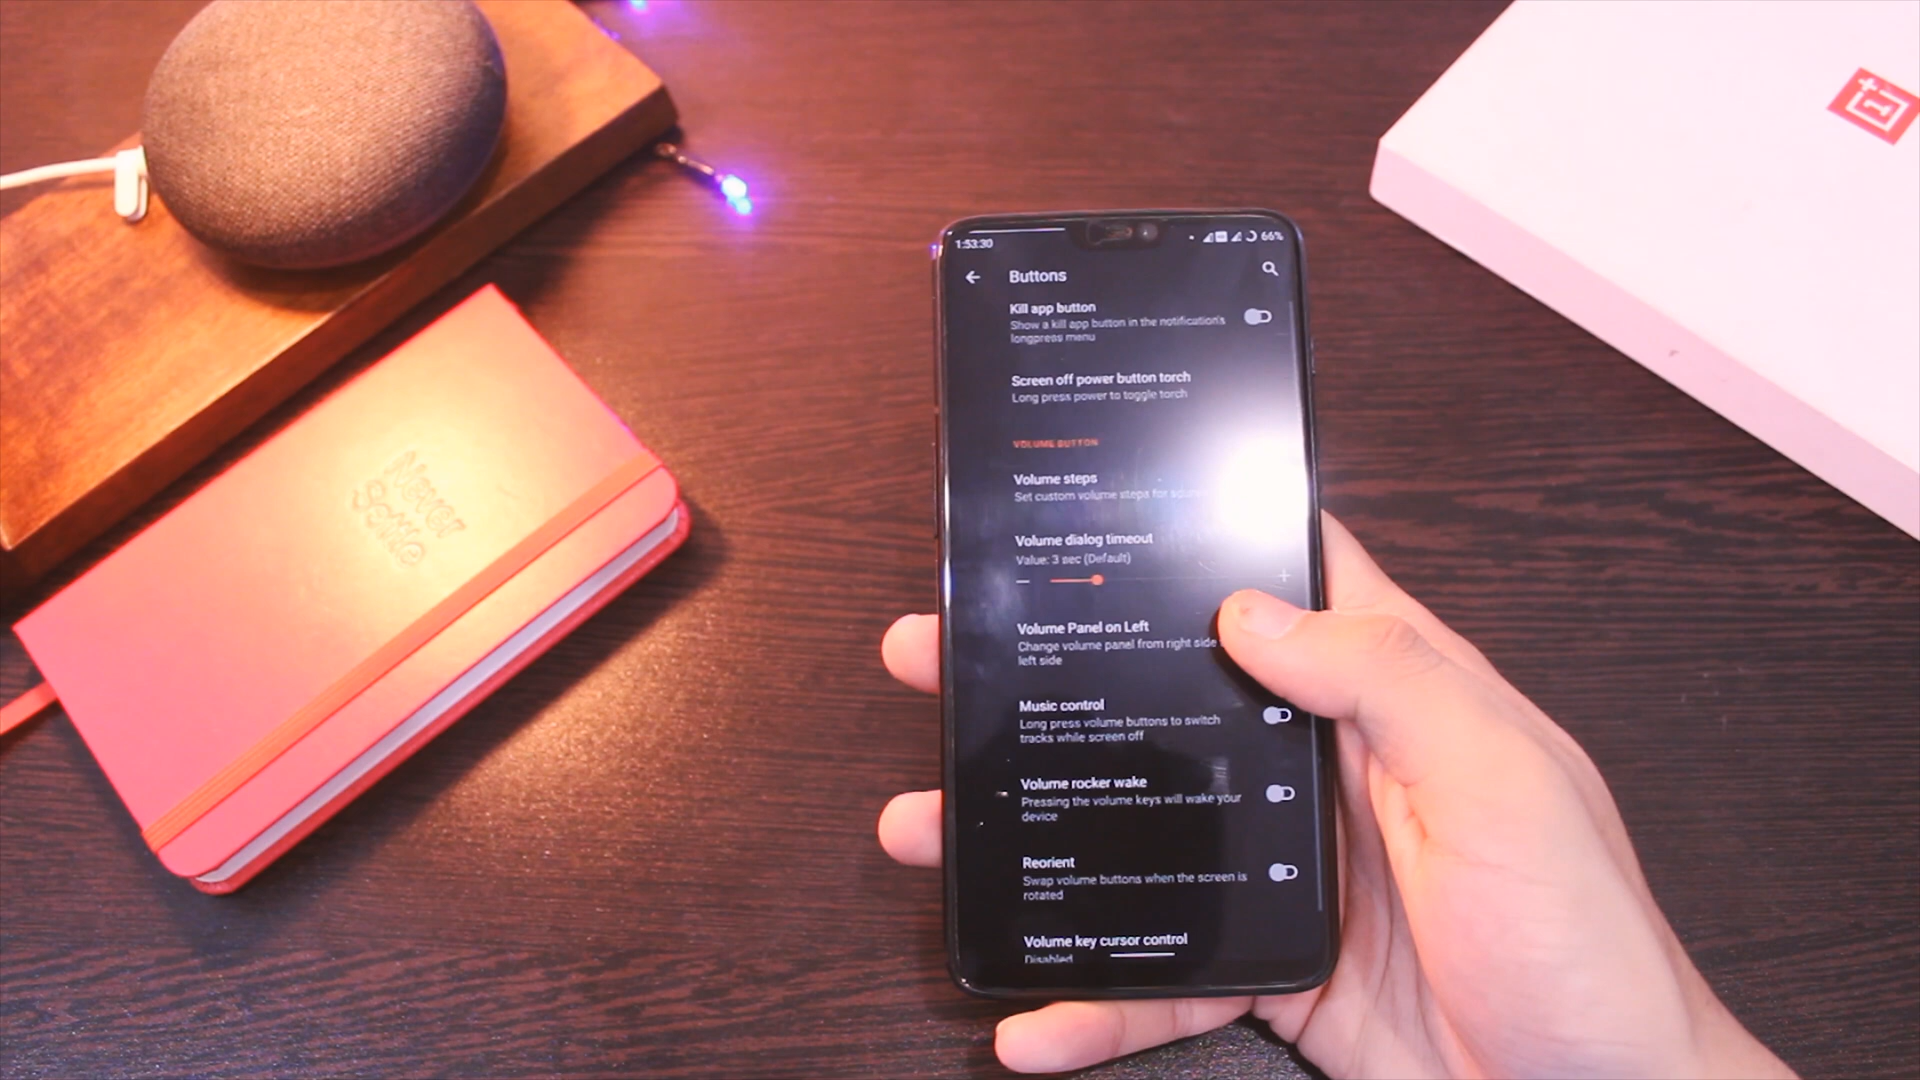 Never
Settle
1:53:30
66%
Buttons
Kill app button
Show a kill app button in the notification's
longpress menu
Screen off power button torch
Long press power to toggle torch
VOLUME BUTTON
Volume steps
Set custom volume steps for
Volume dialog timeout
Value: 3 sec (Default)
Volume Panel on Left
Change volume panel from right side
left side
Music control
Long press volume buttons to switch
tracks while screen off
Volume rocker wake
Pressing the volume keys will wake your
device
Reorient
Swap volume buttons when the screen is
rotated
Volume key cursor control
Disabled